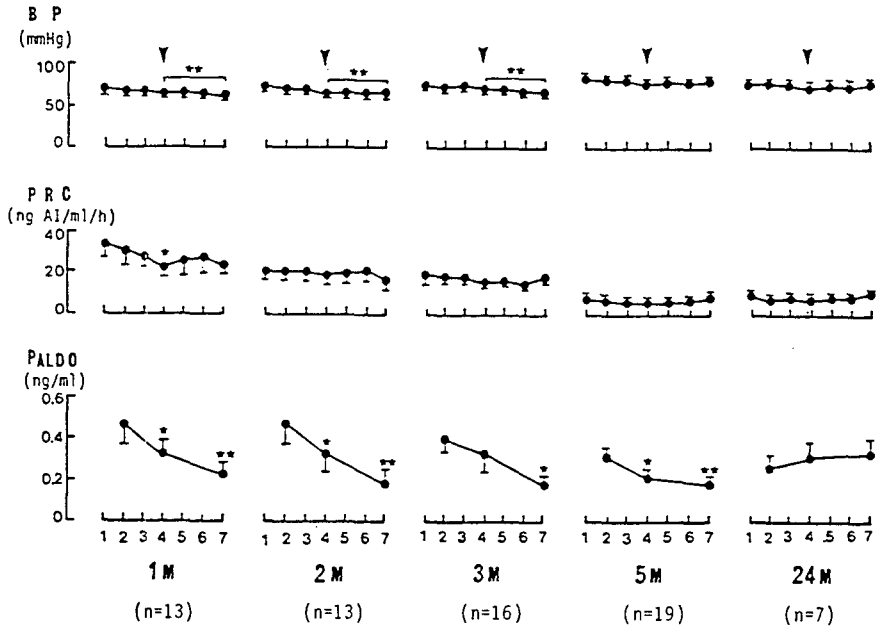 B P
(mmHg)
100
50
0
** ** **
P R C
(ng AI/ml/h)
40
20
0
*
PALDO
(ng/ml)
0.6
0.4
0.2
0
* ** * ** * * **
1 2 3 4 5 6 7 1 2 3 4 5 6 7 1 2 3 4 5 6 7 1 2 3 4 5 6 7 1 2 3 4 5 6 7
1M 2M 3M 5M 24M
(n=13) (n=13) (n=16) (n=19) (n=7)